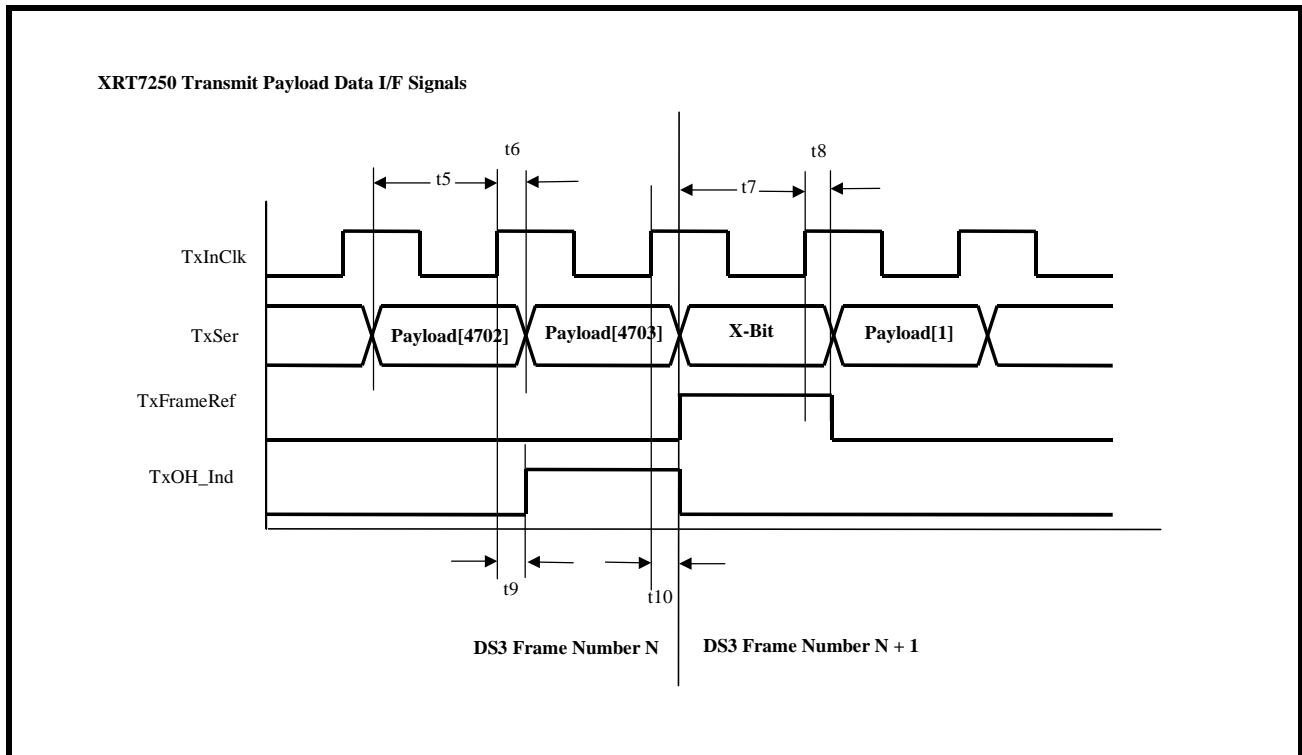 XRT7250 Transmit Payload Data I/F Signals
t6
t8
t5
t7
TxInClk
TxSer
Payload[4702]
Payload[4703]
X-Bit
Payload[1]
TxFrameRef
TxOH_Ind
t9
t10
DS3 Frame Number N
DS3 Frame Number N + 1